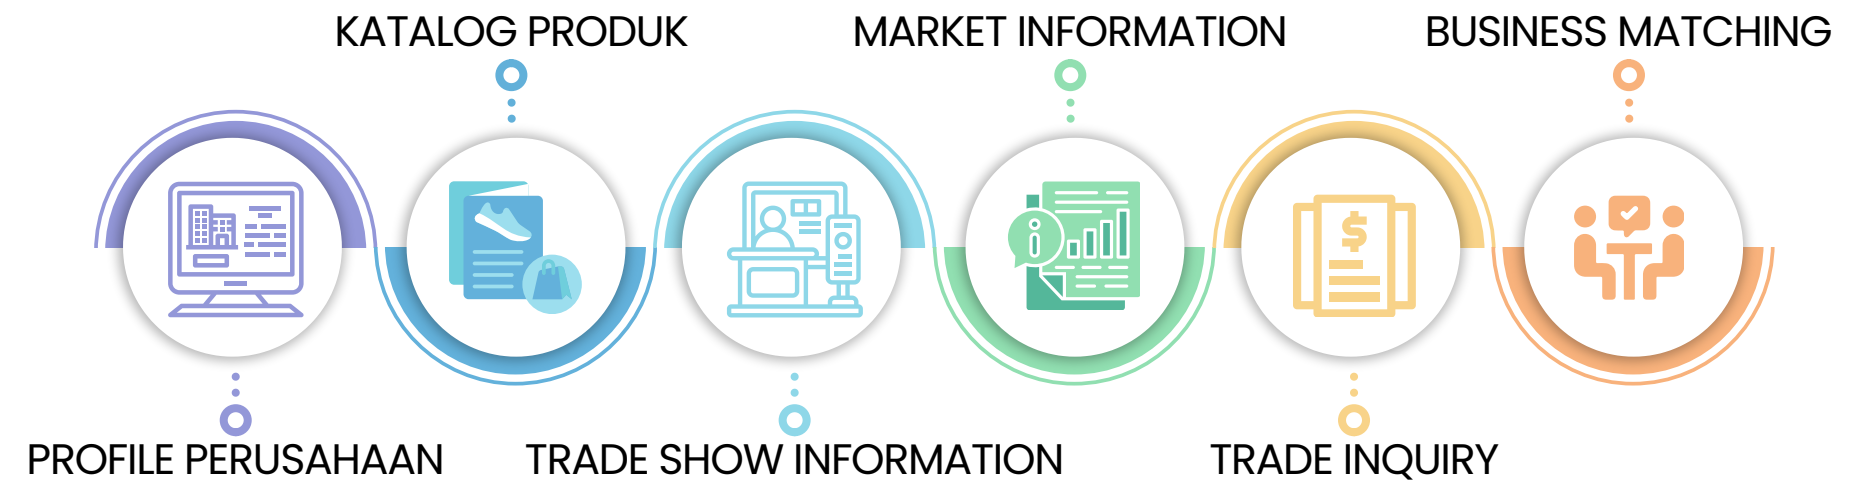 KATALOG PRODUK
MARKET INFORMATION
BUSINESS MATCHING
$
PROFILE PERUSAHAAN
TRADE SHOW INFORMATION
TRADE INQUIRY